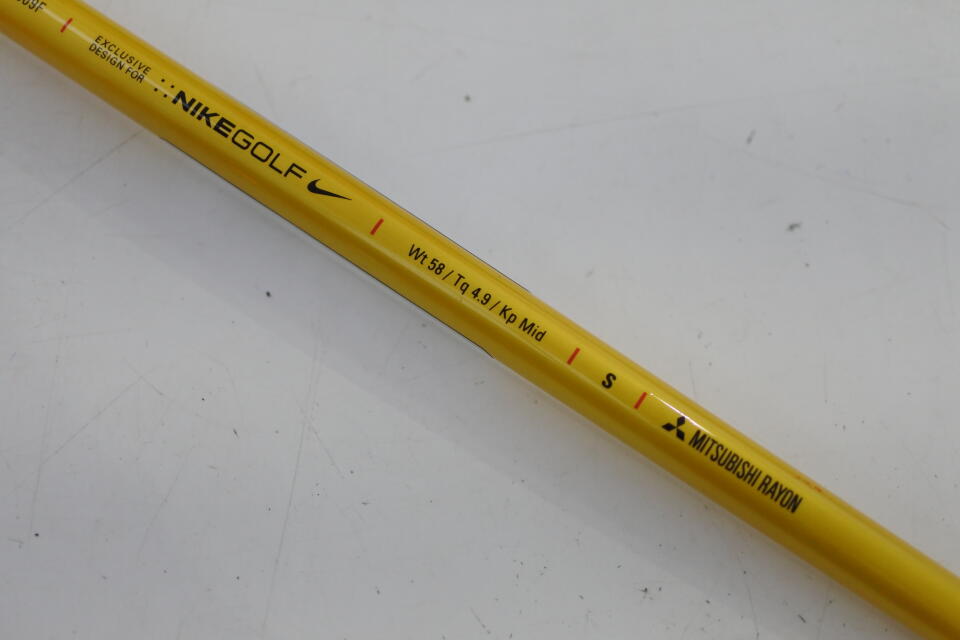 EXCLUSIVE
DESIGN FOR
NIKEGOLF
Wt 58 / Tq 4.9 / Kp Mid
S
MITSUBISHI RAYON